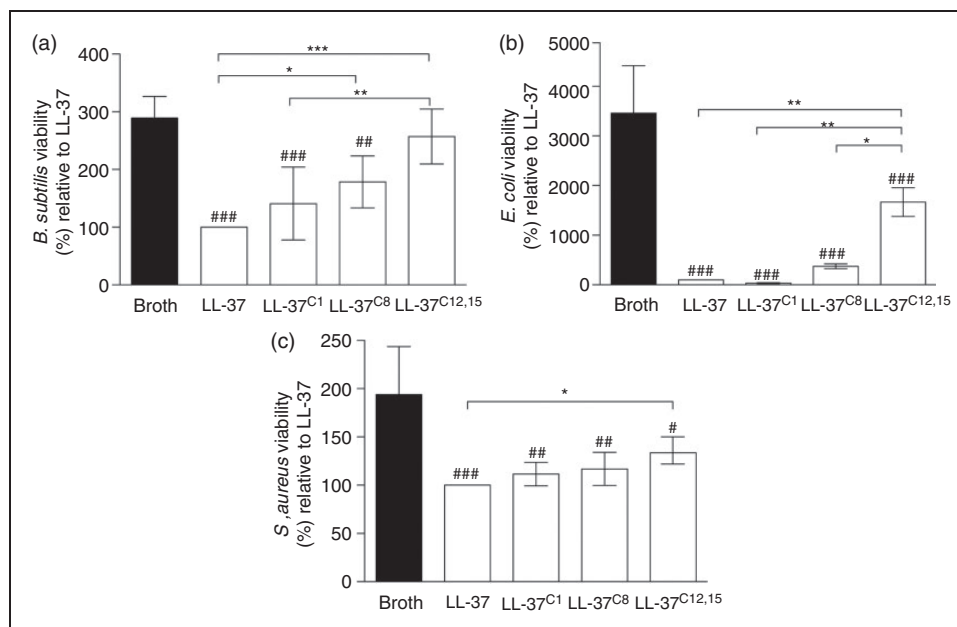 (a)
B. subtilis viability
(%) relative to LL-37
400
300
200
100
0
***
*
**
###
###
##
Broth LL-37 LL-37C1 LL-37C8 LL-37C12,15
(b)
E. coli viability
(%) relative to LL-37
5000
4000
3000
2000
1000
0
**
**
*
###
###
###
###
Broth LL-37 LL-37C1 LL-37C8 LL-37C12,15
(c)
S ,aureus viability
(%) relative to LL-37
250
200
150
100
50
0
*
###
##
##
#
Broth LL-37 LL-37C1 LL-37C8 LL-37C12,15